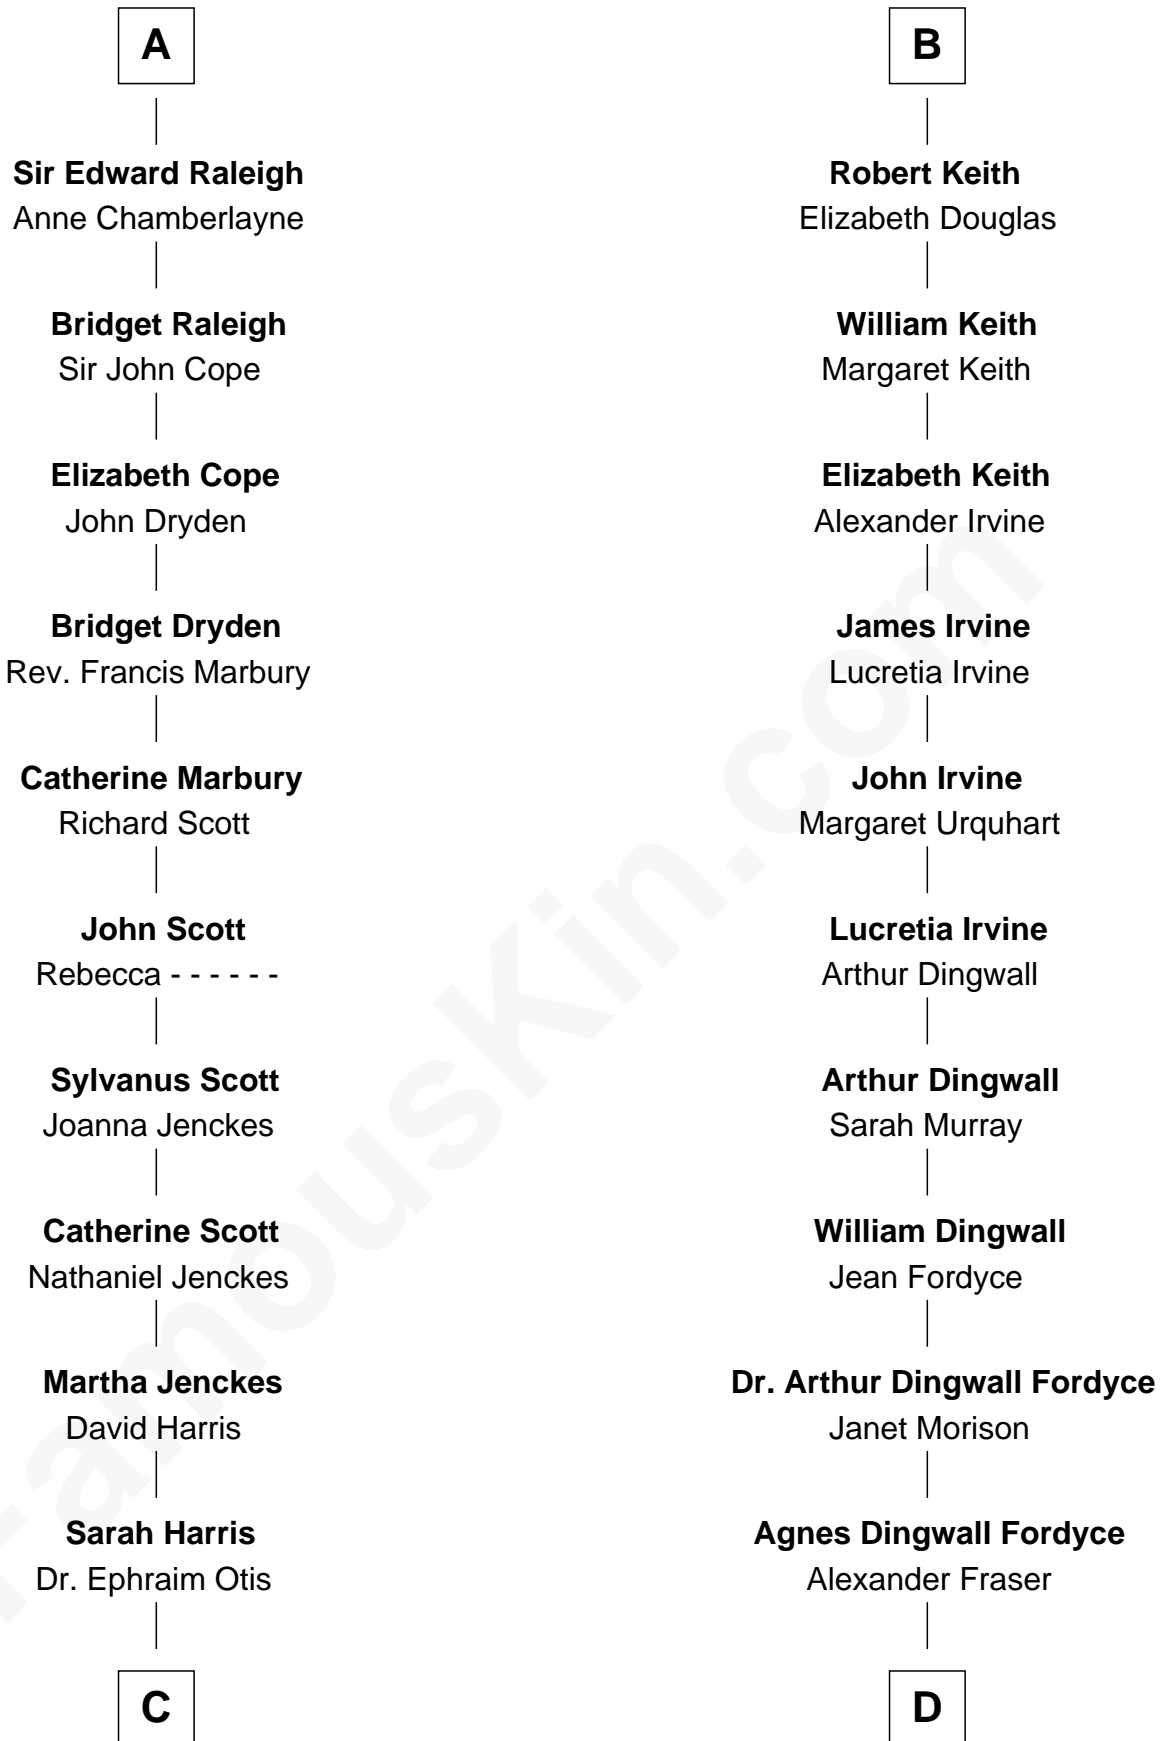 A
Sir Edward Raleigh
Anne Chamberlayne
Bridget Raleigh
Sir John Cope
Elizabeth Cope
John Dryden
Bridget Dryden
Rev. Francis Marbury
Catherine Marbury
Richard Scott
John Scott
Rebecca - - - - - -
Sylvanus Scott
Joanna Jenckes
Catherine Scott
Nathaniel Jenckes
Martha Jenckes
David Harris
Sarah Harris
Dr. Ephraim Otis
C
B
Robert Keith
Elizabeth Douglas
William Keith
Margaret Keith
Elizabeth Keith
Alexander Irvine
James Irvine
Lucretia Irvine
John Irvine
Margaret Urquhart
Lucretia Irvine
Arthur Dingwall
Arthur Dingwall
Sarah Murray
William Dingwall
Jean Fordyce
Dr. Arthur Dingwall Fordyce
Janet Morison
Agnes Dingwall Fordyce
Alexander Fraser
D
FamousKin.com